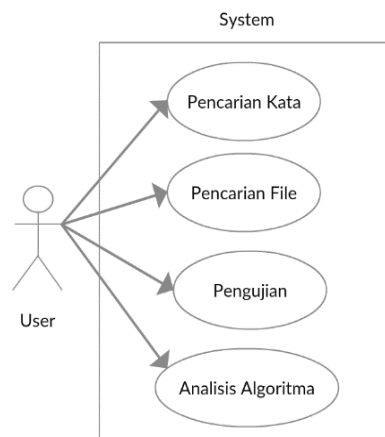 System
Pencarian Kata
Pencarian File
Pengujian
User
Analisis Algoritma